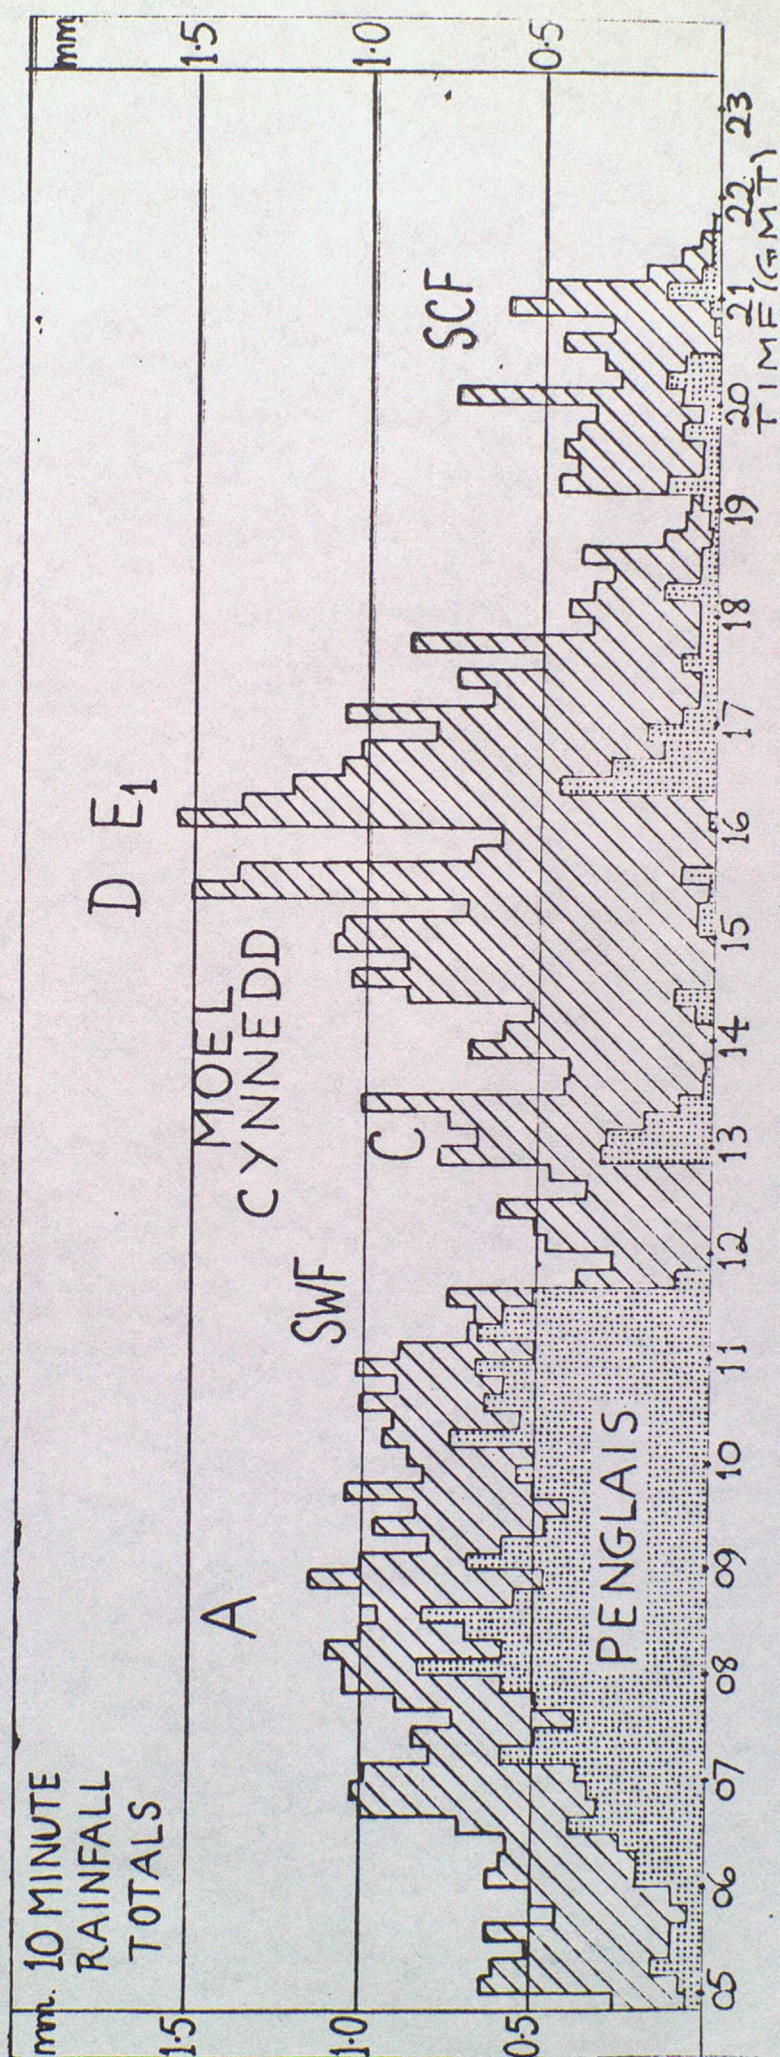 mm. 10 MINUTE
RAINFALL
TOTALS
mm
1.5
1.0
0.5
1.5
1.0
0.5
A
SWF
C
MOEL
CYNNEDD
D E1
SCF
PENGLAIS
05 06 07 08 09 10 11 12 13 14 15 16 17 18 19 20 21 22 23
TIME (GMT)